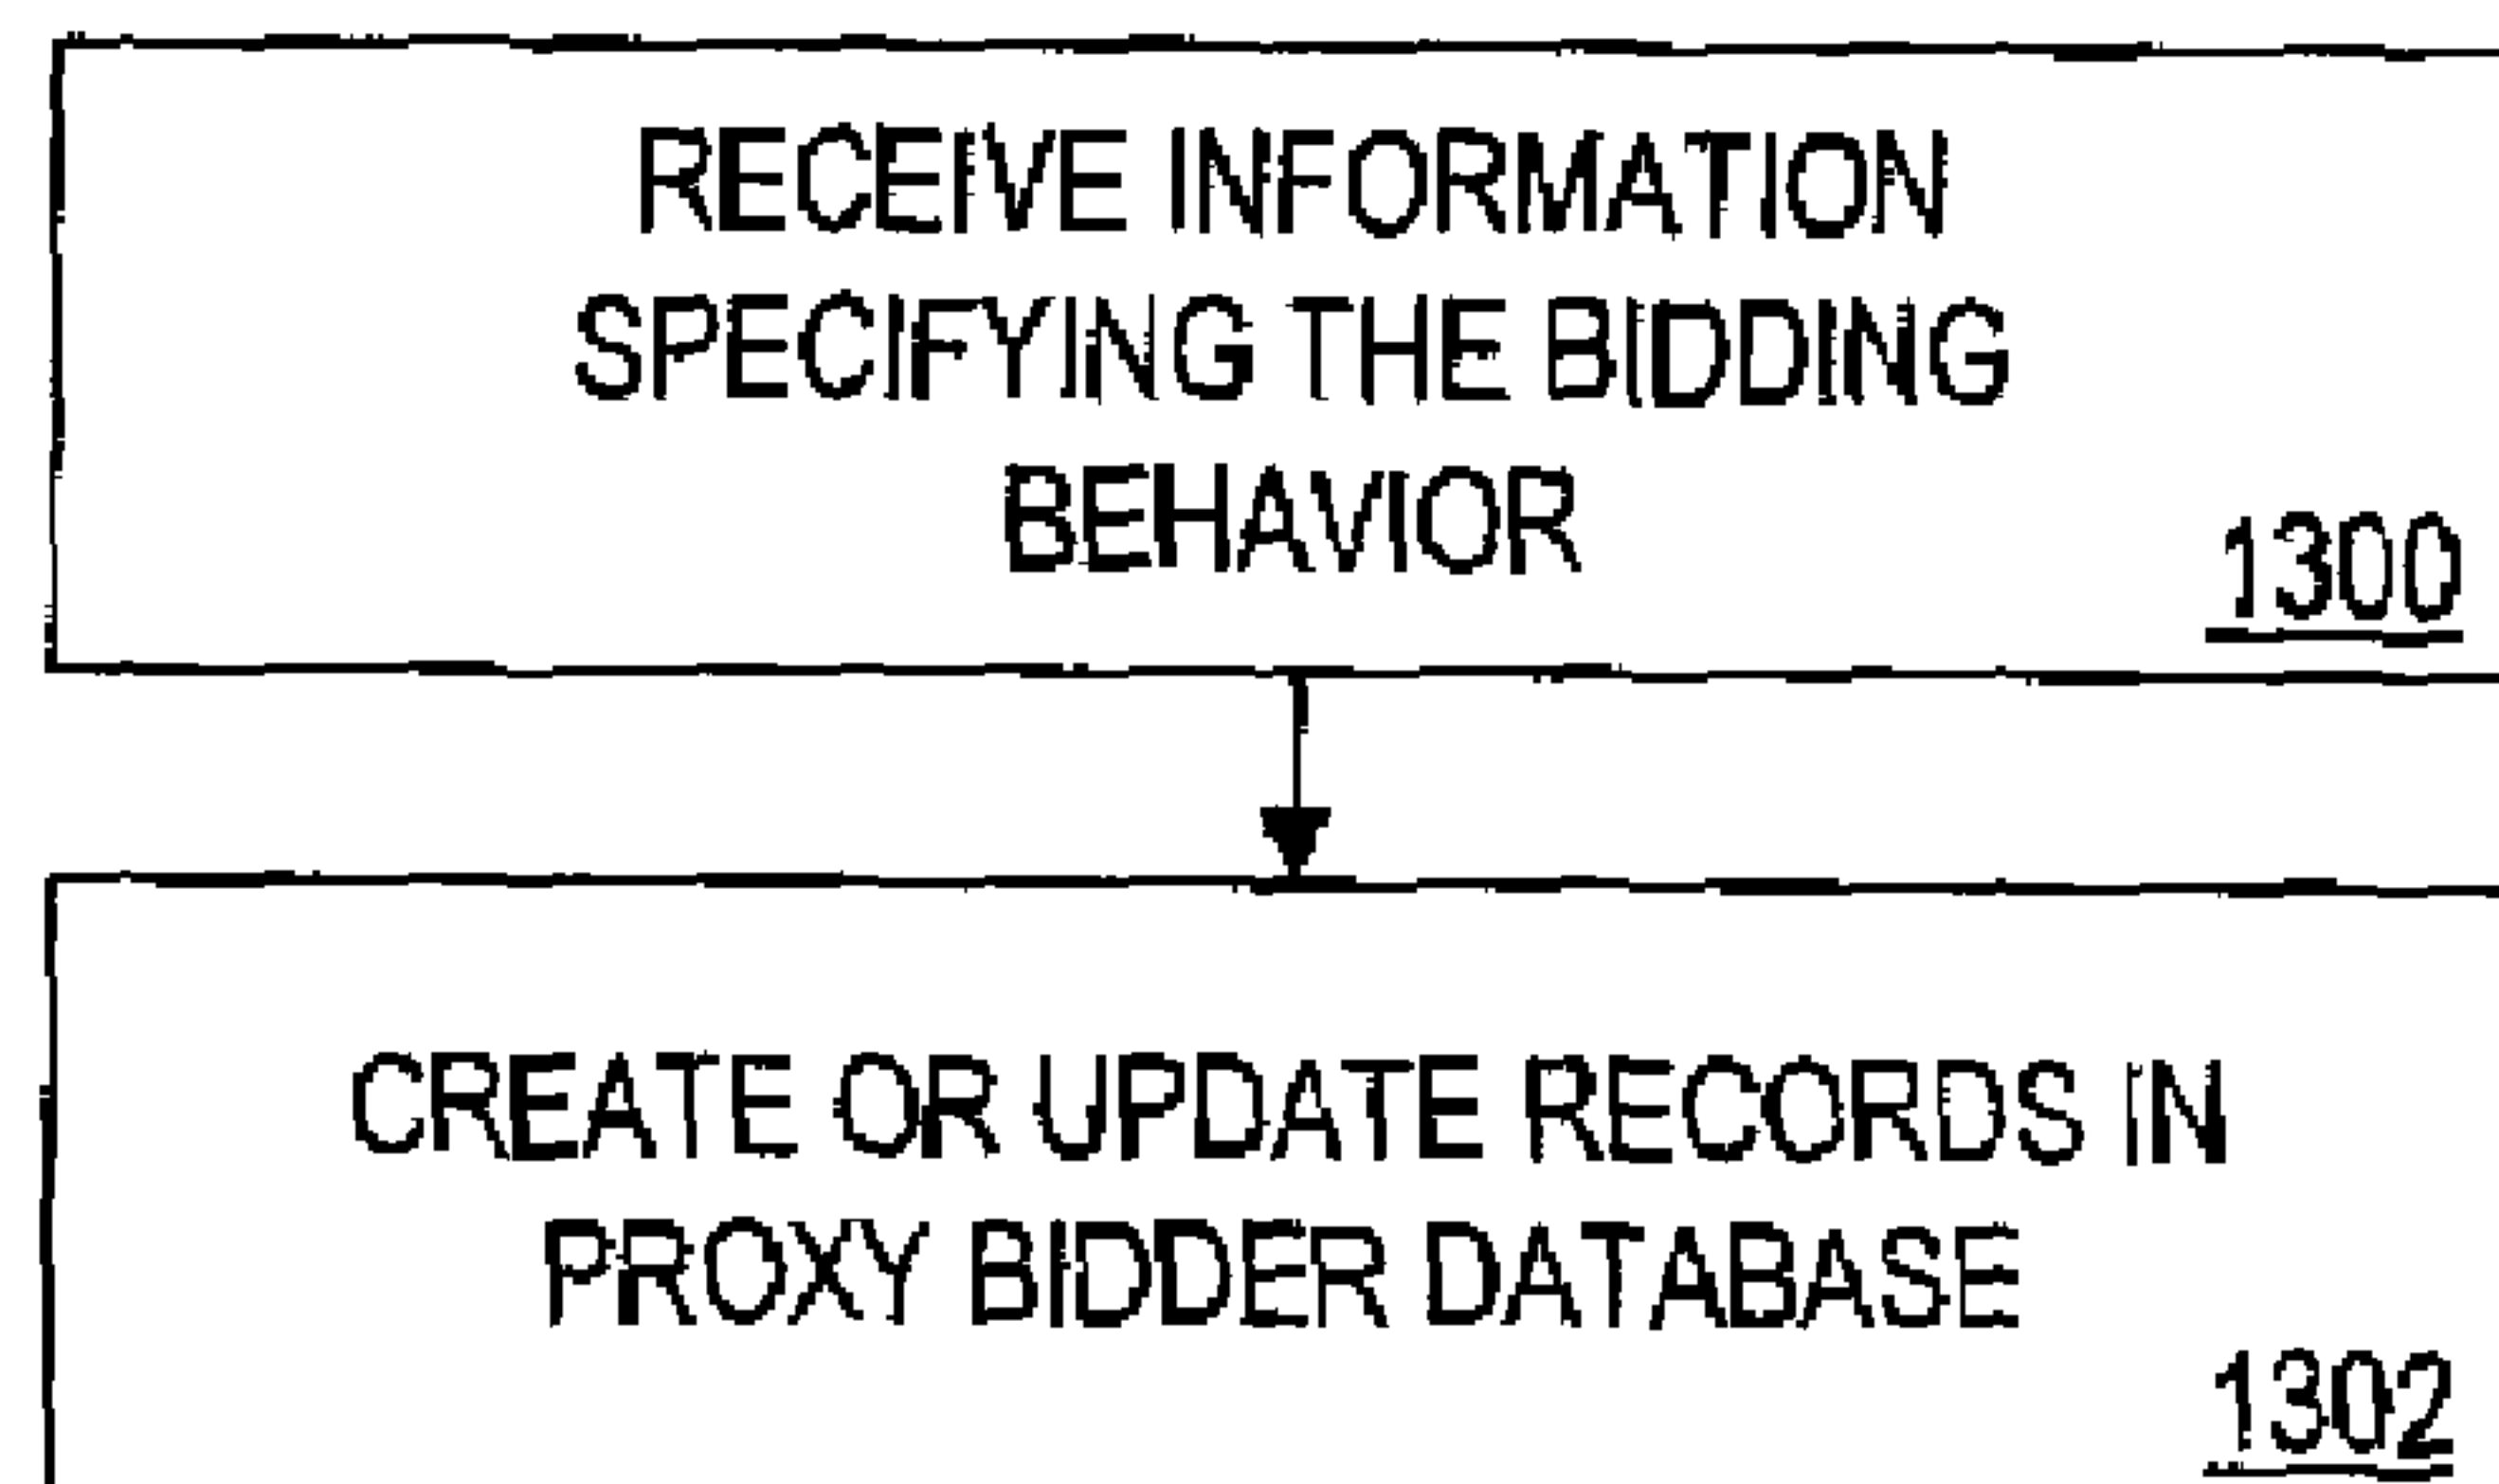 RECEIVE INFORMATION
SPECIFYING THE BIDDING
BEHAVIOR
1300
CREATE OR UPDATE RECORDS IN
PROXY BIDDER DATABASE
1302